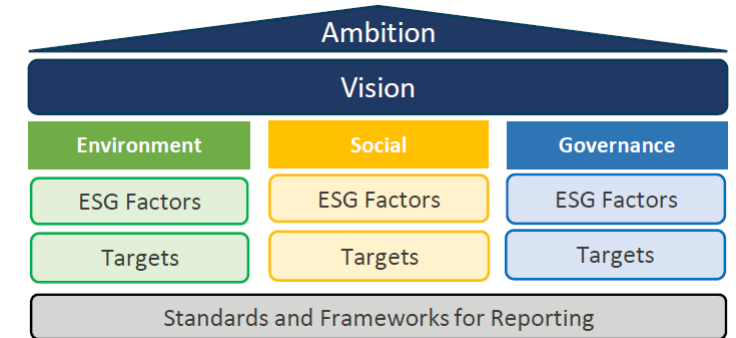 Ambition
Vision
Environment
Social
Governance
ESG Factors
ESG Factors
ESG Factors
Targets
Targets
Targets
Standards and Frameworks for Reporting